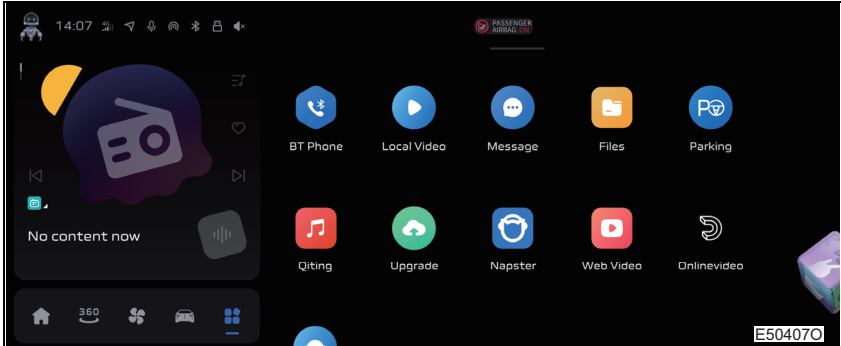 14:07 4G
PASSENGER
AIRBAG ON
BT Phone Local Video Message Files Parking
No content now
Qiting Upgrade Napster Web Video Onlinevideo
360
E50407O